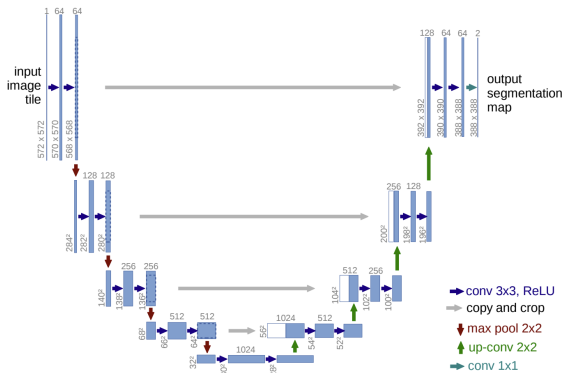 1 64 64
128 64 64 2
input
image
tile
output
segmentation
map
572 x 572
570 x 570
568 x 568
392 x 392
390 x 390
388 x 388
388 x 388
128 128
256 128
284²
282²
280²
200²
198²
196²
256 256
512 256
140²
138²
136²
104²
102²
100²
512 512
1024 512
68²
66²
64²
56²
54²
52²
1024
32²
28²
conv 3x3, ReLU
copy and crop
max pool 2x2
up-conv 2x2
conv 1x1